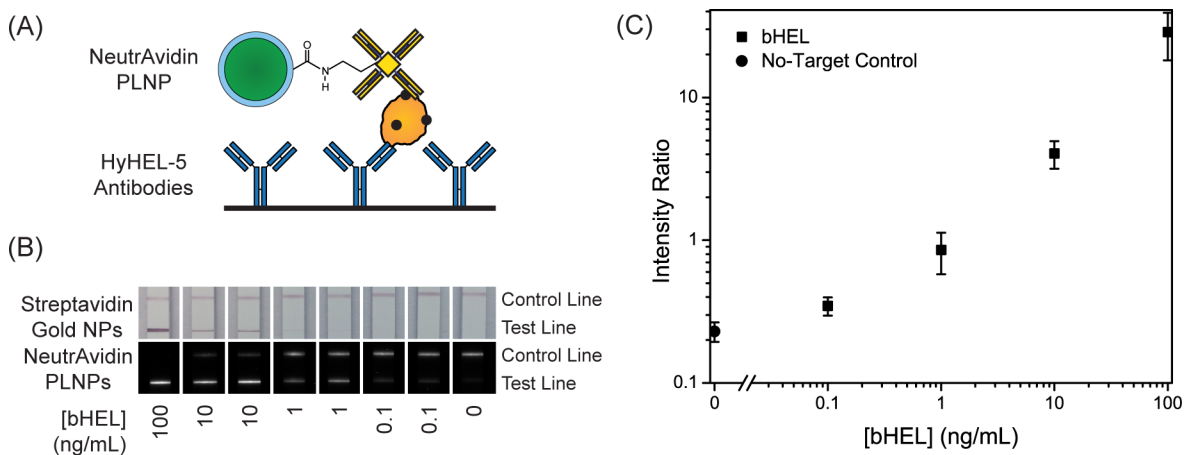 (A)
NeutrAvidin
PLNP
O
N
H
HyHEL-5
Antibodies
(B)
Streptavidin
Gold NPs
Control Line
Test Line
NeutrAvidin
PLNPs
Control Line
Test Line
[bHEL]
(ng/mL)
100
10
10
1
1
0.1
0.1
0
(C)
bHEL
No-Target Control
Intensity Ratio
10
1
0.1
0
0.1
1
10
100
[bHEL] (ng/mL)